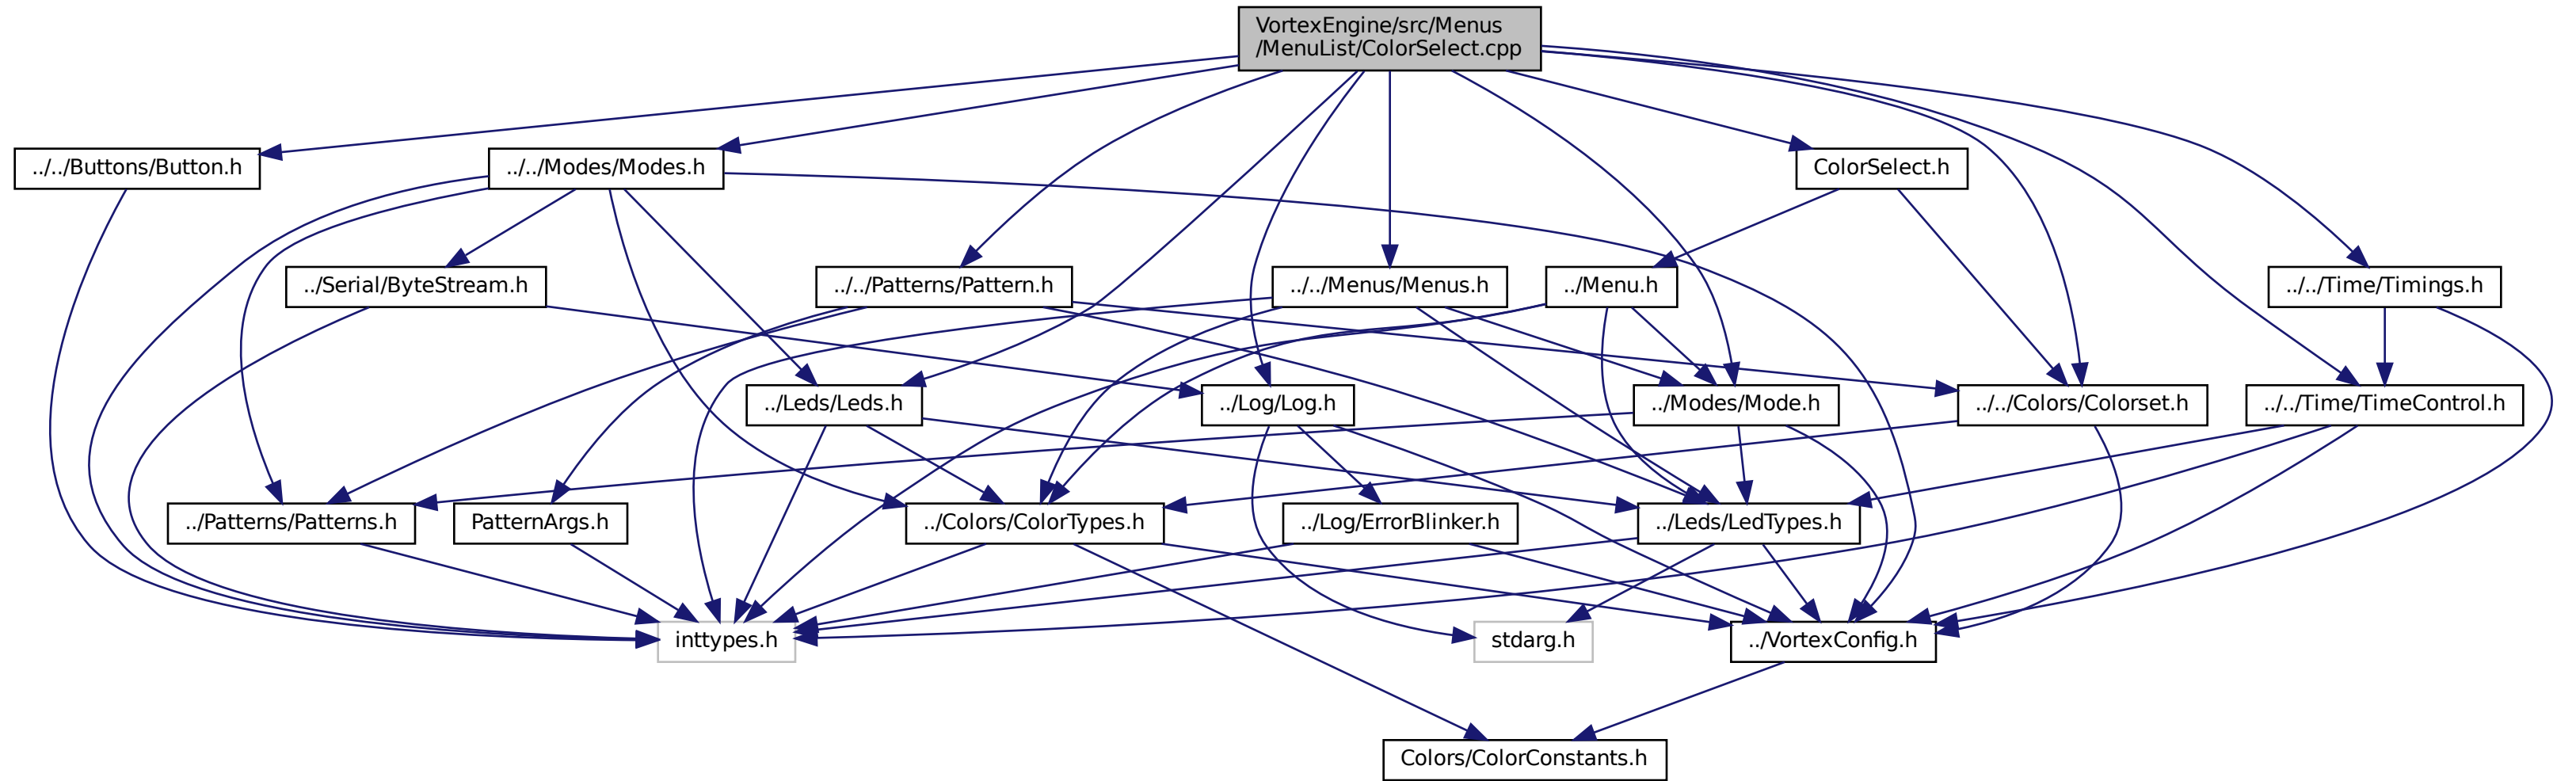 VortexEngine/src/Menus
/MenuList/ColorSelect.cpp
../../Buttons/Button.h
../../Modes/Modes.h
ColorSelect.h
../Serial/ByteStream.h
../../Patterns/Pattern.h
../../Menus/Menus.h
../Menu.h
../../Time/Timings.h
../Leds/Leds.h
../Log/Log.h
../Modes/Mode.h
../../Colors/Colorset.h
../../Time/TimeControl.h
../Patterns/Patterns.h
PatternArgs.h
../Colors/ColorTypes.h
../Log/ErrorBlinker.h
../Leds/LedTypes.h
inttypes.h
stdarg.h
../VortexConfig.h
Colors/ColorConstants.h